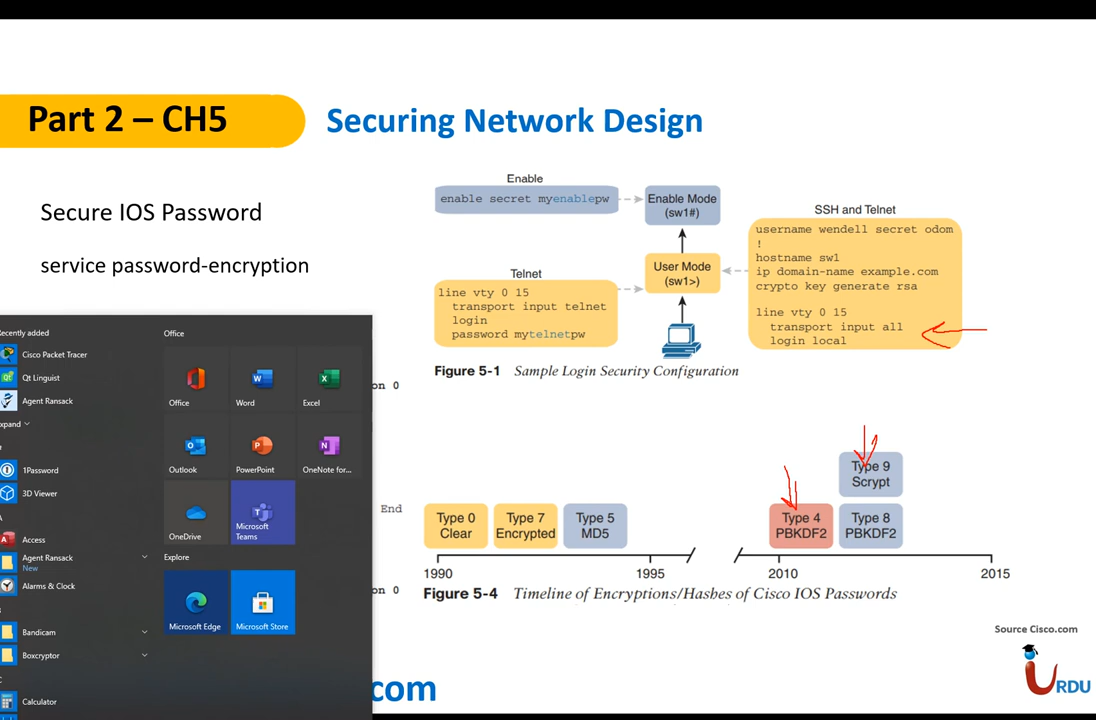 Part 2 – CH5
Securing Network Design
Secure IOS Password
service password-encryption
Enable
enable secret myenablepw
Enable Mode
(sw1#)
User Mode
(sw1>)
Telnet
line vty 0 15
transport input telnet
login
password mytelnetpw
SSH and Telnet
username wendell secret odom
!
hostname sw1
ip domain-name example.com
crypto key generate rsa
line vty 0 15
transport input all
login local
Figure 5-1 Sample Login Security Configuration
on 0
End
on 0
Type 0
Clear
Type 7
Encrypted
Type 5
MD5
Type 4
PBKDF2
Type 9
Scrypt
Type 8
PBKDF2
1990
1995
2010
2015
Figure 5-4 Timeline of Encryptions/Hashes of Cisco IOS Passwords
Source Cisco.com
URDU
com
Recently added
Cisco Packet Tracer
Qt Linguist
Agent Ransack
Expand
#
1Password
3D Viewer
A
Access
Agent Ransack
New
Alarms & Clock
B
Bandicam
Boxcryptor
C
Calculator
Office
Office
Word
Excel
Outlook
PowerPoint
OneNote for...
OneDrive
Microsoft
Teams
Explore
Microsoft Edge
Microsoft Store